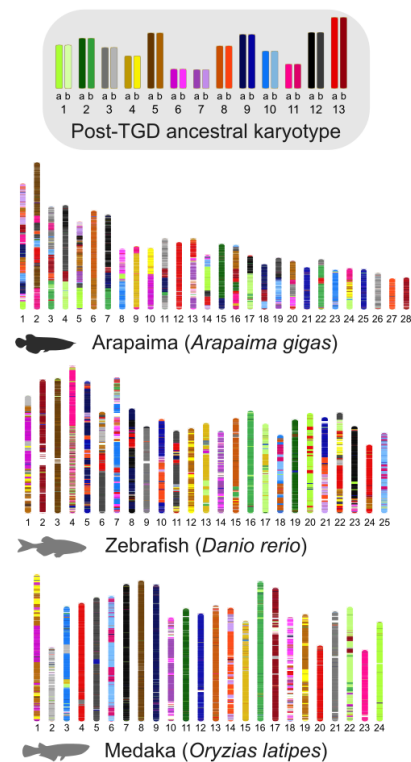 a b a b a b a b a b a b a b a b a b a b a b a b a b
1 2 3 4 5 6 7 8 9 10 11 12 13
Post-TGD ancestral karyotype
1 2 3 4 5 6 7 8 9 10 11 12 13 14 15 16 17 18 19 20 21 22 23 24 25 26 27 28
Arapaima (Arapaima gigas)
1 2 3 4 5 6 7 8 9 10 11 12 13 14 15 16 17 18 19 20 21 22 23 24 25
Zebrafish (Danio rerio)
1 2 3 4 5 6 7 8 9 10 11 12 13 14 15 16 17 18 19 20 21 22 23 24
Medaka (Oryzias latipes)